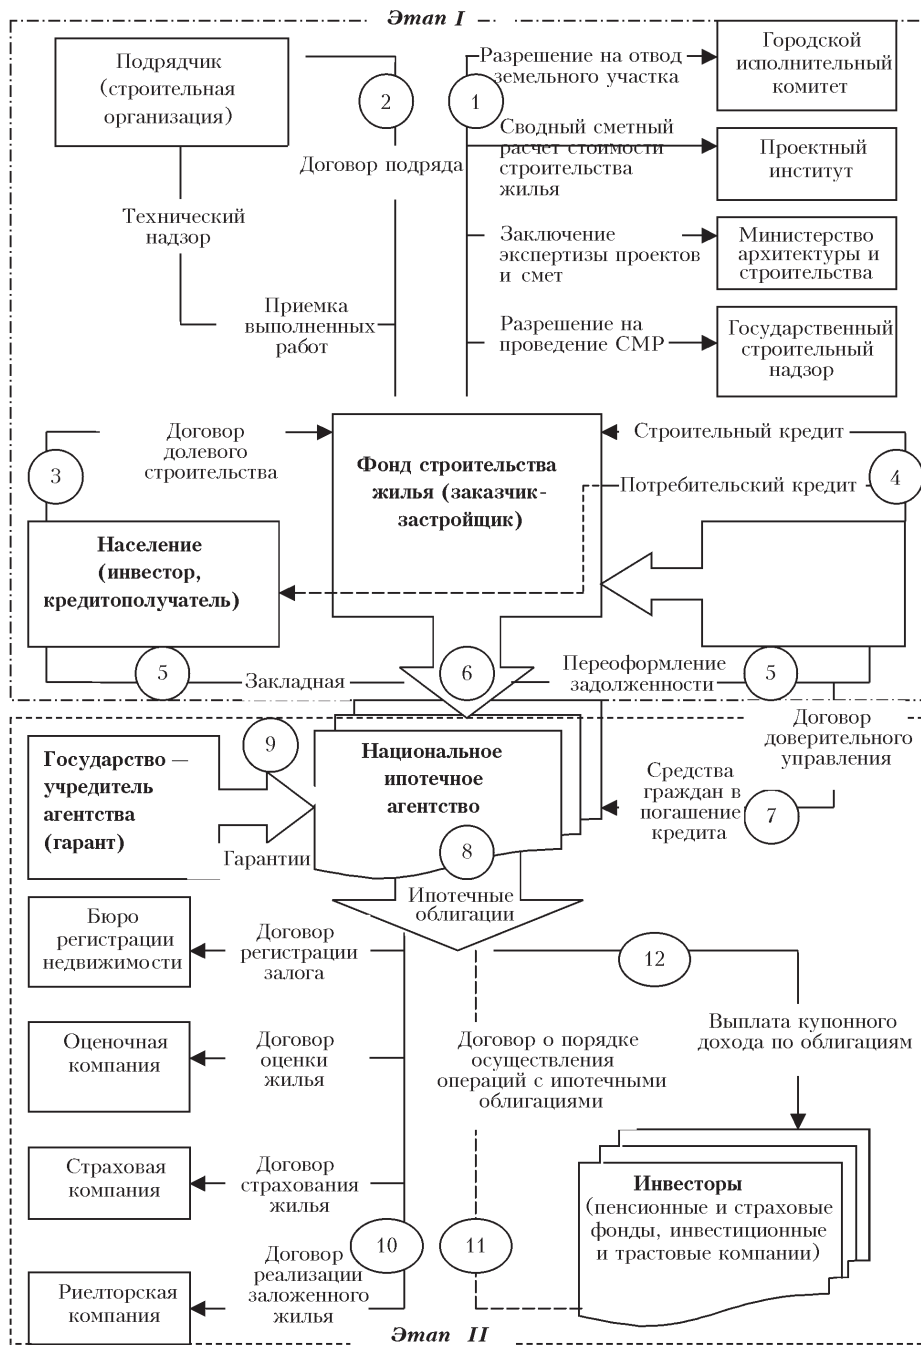 Этап I
Подрядчик
(строительная
организация)
2
1
Разрешение на отвод
земельного участка
Городской
исполнительный
комитет
Договор подряда
Сводный сметный
расчет стоимости
строительства
жилья
Проектный
институт
Технический
надзор
Заключение
экспертизы проектов
и смет
Министерство
архитектуры и
строительства
Приемка
выполненных
работ
Разрешение на
проведение СМР
Государственный
строительный
надзор
3
Договор
долевого
строительства
Фонд строительства
жилья (заказчик-
застройщик)
Строительный кредит
Потребительский кредит
4
Население
(инвестор,
кредитополучатель)
5
Закладная
6
Переоформление
задолженности
5
Договор
доверительного
управления
Государство —
учредитель
агентства
(гарант)
9
Гарантии
Национальное
ипотечное
агентство
8
Средства
граждан в
погашение
кредита
7
Ипотечные
облигации
Бюро
регистрации
недвижимости
Договор
регистрации
залога
12
Оценочная
компания
Договор
оценки
жилья
Договор о порядке
осуществления
операций с ипотечными
облигациями
Выплата купонного
дохода по облигациям
Страховая
компания
Договор
страхования
жилья
10
11
Инвесторы
(пенсионные и страховые
фонды, инвестиционные
и трастовые компании)
Риелторская
компания
Договор
реализации
заложенного
жилья
Этап II